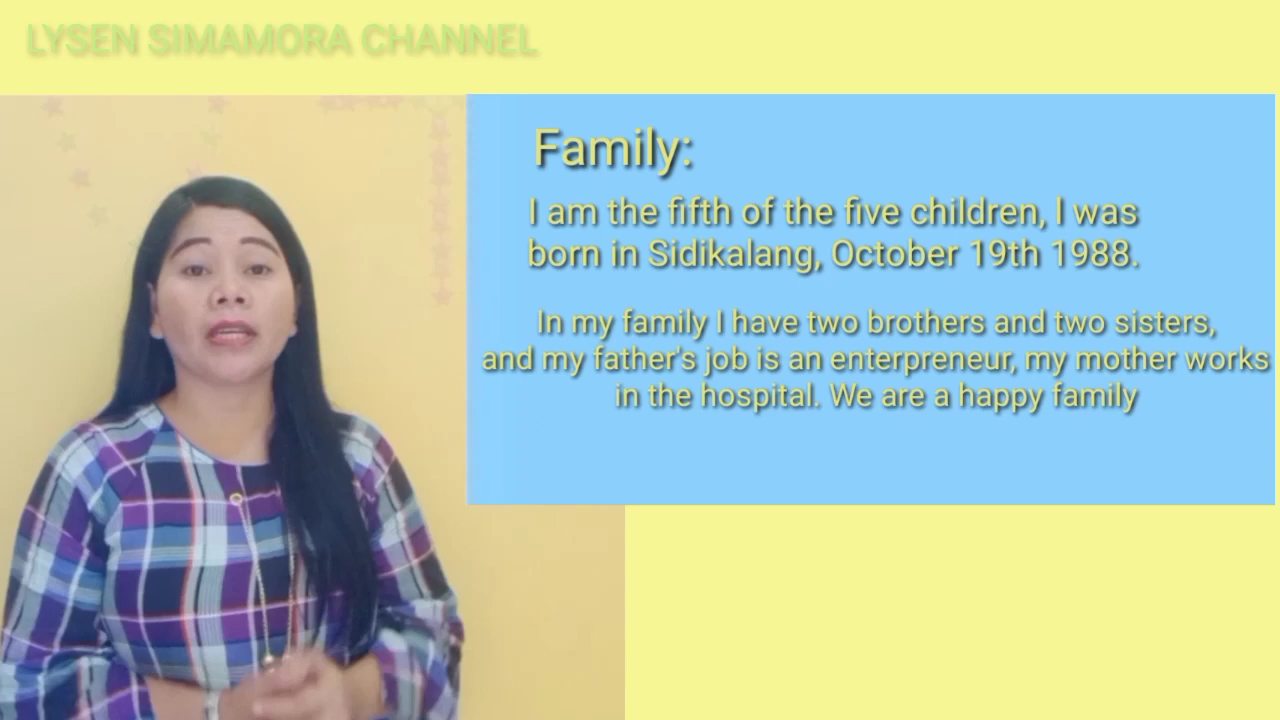 LYSEN SIMAMORA CHANNEL
Family:
I am the fifth of the five children, I was
born in Sidikalang, October 19th 1988.
In my family I have two brothers and two sisters,
and my father's job is an enterpreneur, my mother works
in the hospital. We are a happy family